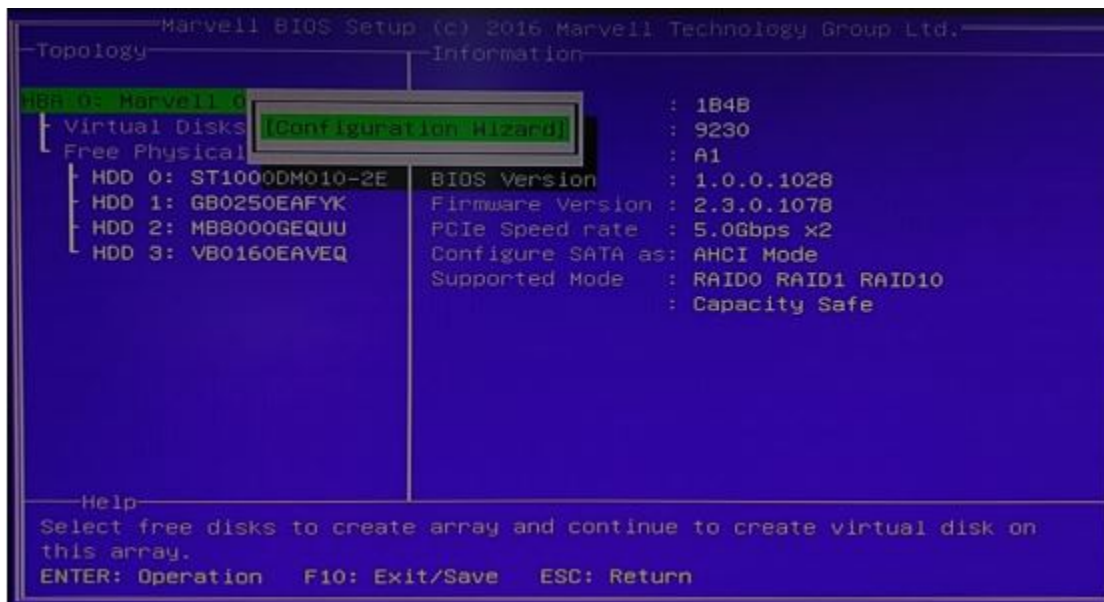 Marvell BIOS Setup (c) 2016 Marvell Technology Group Ltd.
Topology
HBA 0: Marvell 0
Virtual Disks
Free Physical
HDD 0: ST1000DM010-2E
HDD 1: GB0250EAFYK
HDD 2: MB8000GEQUU
HDD 3: VB0160EAVEQ
[Configuration Wizard]
Information
: 1B4B
: 9230
: A1
BIOS Version : 1.0.0.1028
Firmware Version : 2.3.0.1078
PCIe Speed rate : 5.0Gbps x2
Configure SATA as: AHCI Mode
Supported Mode : RAID0 RAID1 RAID10
: Capacity Safe
Help
Select free disks to create array and continue to create virtual disk on
this array.
ENTER: Operation F10: Exit/Save ESC: Return